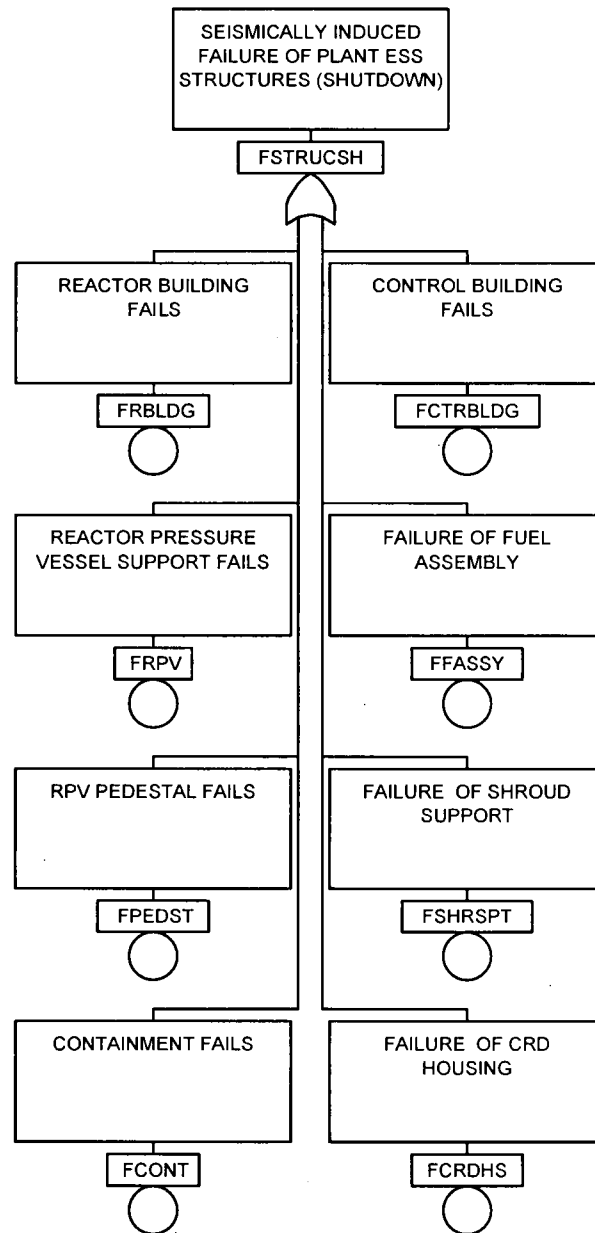 SEISMICALLY INDUCED
FAILURE OF PLANT ESS
STRUCTURES (SHUTDOWN)
FSTRUCSH
REACTOR BUILDING
FAILS
FRBLDG
CONTROL BUILDING
FAILS
FCTRBLDG
REACTOR PRESSURE
VESSEL SUPPORT FAILS
FRPV
FAILURE OF FUEL
ASSEMBLY
FFASSY
RPV PEDESTAL FAILS
FPEDST
FAILURE OF SHROUD
SUPPORT
FSHRSPT
CONTAINMENT FAILS
FCONT
FAILURE OF CRD
HOUSING
FCRDHS